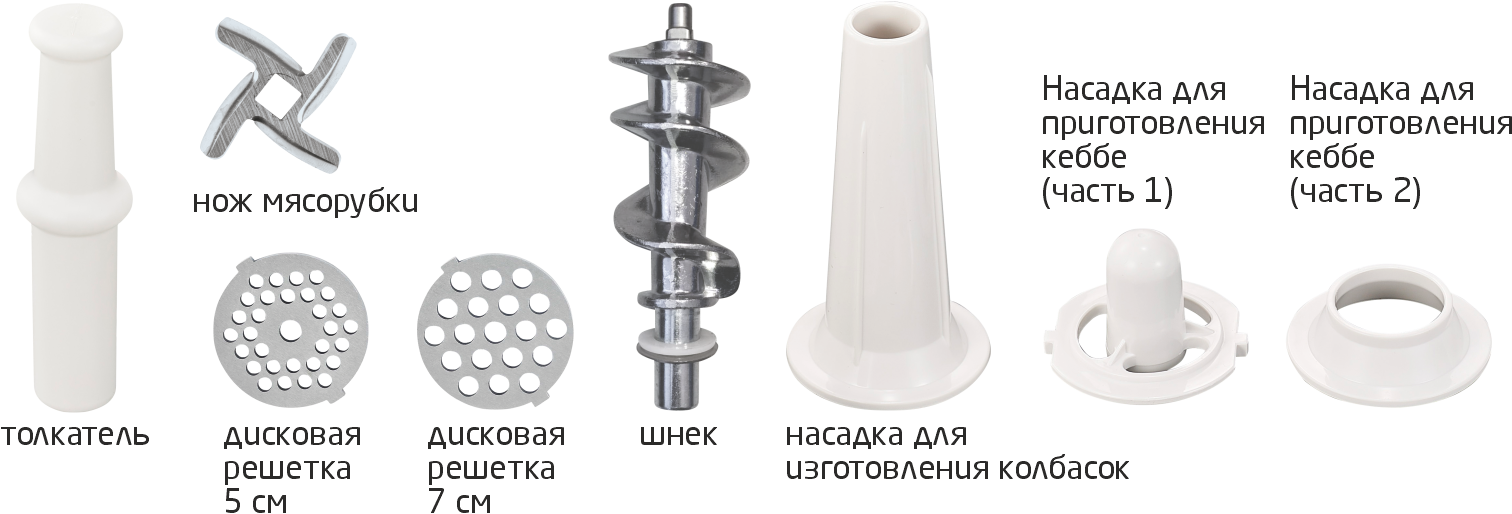 нож мясорубки
Насадка для
приготовления
кеббе
(часть 1)
Насадка для
приготовления
кеббе
(часть 2)
толкатель
дисковая
решетка
5 см
дисковая
решетка
7 см
шнек
насадка для
изготовления колбасок